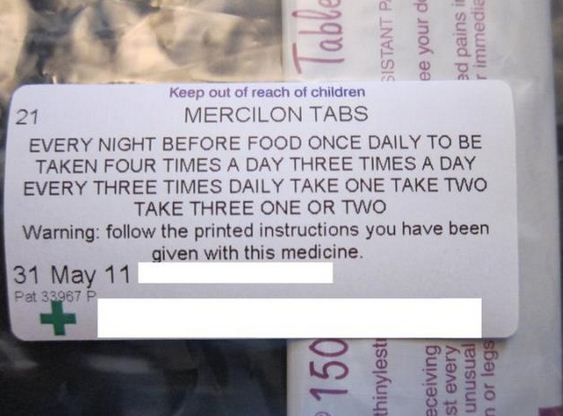 Keep out of reach of children
21 MERCILON TABS
EVERY NIGHT BEFORE FOOD ONCE DAILY TO BE
TAKEN FOUR TIMES A DAY THREE TIMES A DAY
EVERY THREE TIMES DAILY TAKE ONE TAKE TWO
TAKE THREE ONE OR TWO
Warning: follow the printed instructions you have been
given with this medicine.
31 May 11
Pat 33967 P
Table
SISTANT P
ee your do
ed pains i
r immedia
150
thinylest
ceiving
st every
unusual
or legs